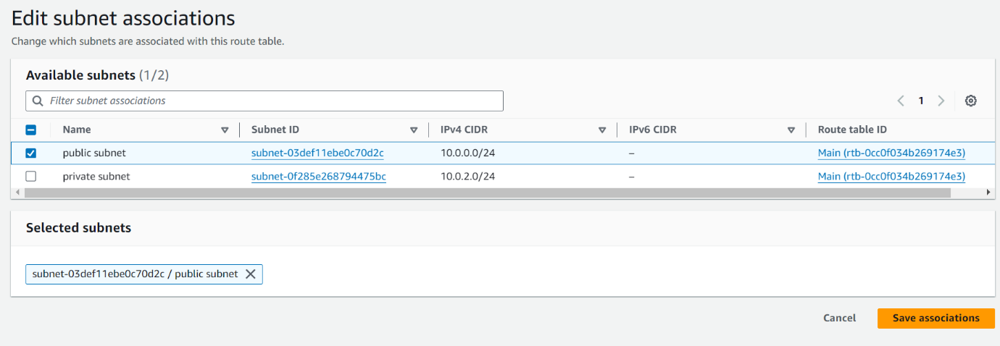 Edit subnet associations
Change which subnets are associated with this route table.
Available subnets (1/2)
Filter subnet associations
1
Name Subnet ID IPv4 CIDR IPv6 CIDR Route table ID
public subnet subnet-03def11ebe0c70d2c 10.0.0.0/24 – Main (rtb-0cc0f034b269174e3)
private subnet subnet-0f285e268794475bc 10.0.2.0/24 – Main (rtb-0cc0f034b269174e3)
Selected subnets
subnet-03def11ebe0c70d2c / public subnet
Cancel Save associations